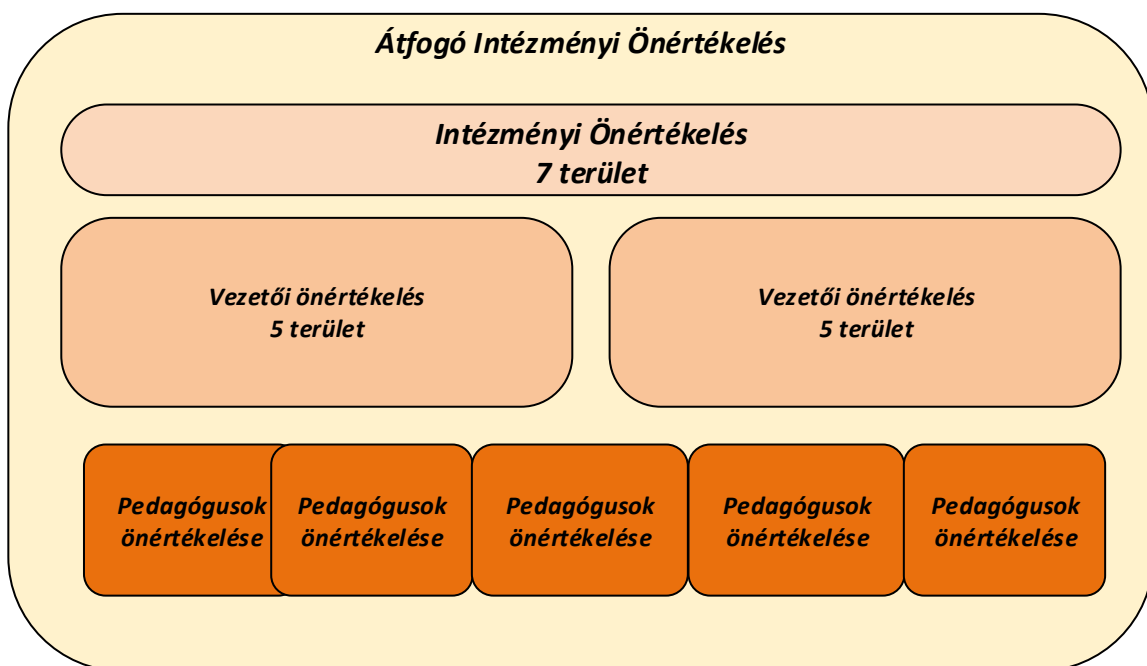 Átfogó Intézményi Önértékelés
Intézményi Önértékelés
7 terület
Vezetői önértékelés
5 terület
Vezetői önértékelés
5 terület
Pedagógusok
önértékelése
Pedagógusok
önértékelése
Pedagógusok
önértékelése
Pedagógusok
önértékelése
Pedagógusok
önértékelése